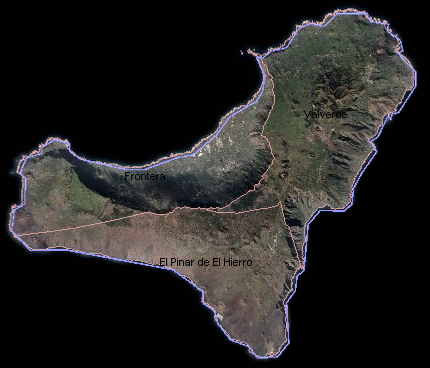 Valverde
Frontera
El Pinar de El Hierro